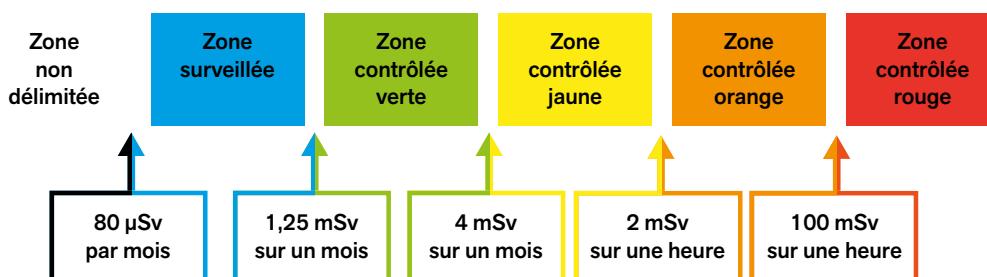 Zone
non
délimitée
Zone
surveillée
Zone
contrôlée
verte
Zone
contrôlée
jaune
Zone
contrôlée
orange
Zone
contrôlée
rouge
80 µSv
par mois
1,25 mSv
sur un mois
4 mSv
sur un mois
2 mSv
sur une heure
100 mSv
sur une heure